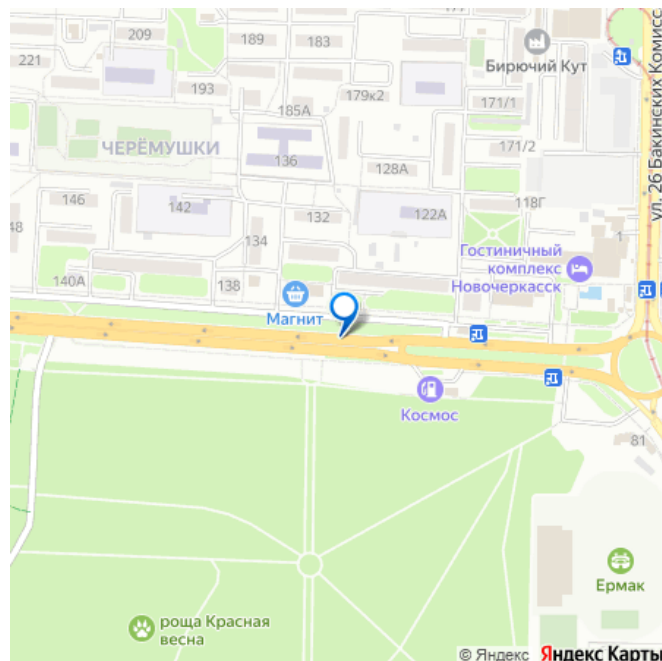 209
189
183
221
Бирючий Кут
193
179к2
185А
171/1
ул. 26 Бакинских Комисс
ЧЕРЁМУШКИ
136
171/2
128А
146
142
132
122А
118Г
48
134
1
Гостиничный
комплекс
Новочеркасск
140А
138
Магнит
Космос
81
Ермак
роща Красная
весна
© Яндекс Яндекс Карты